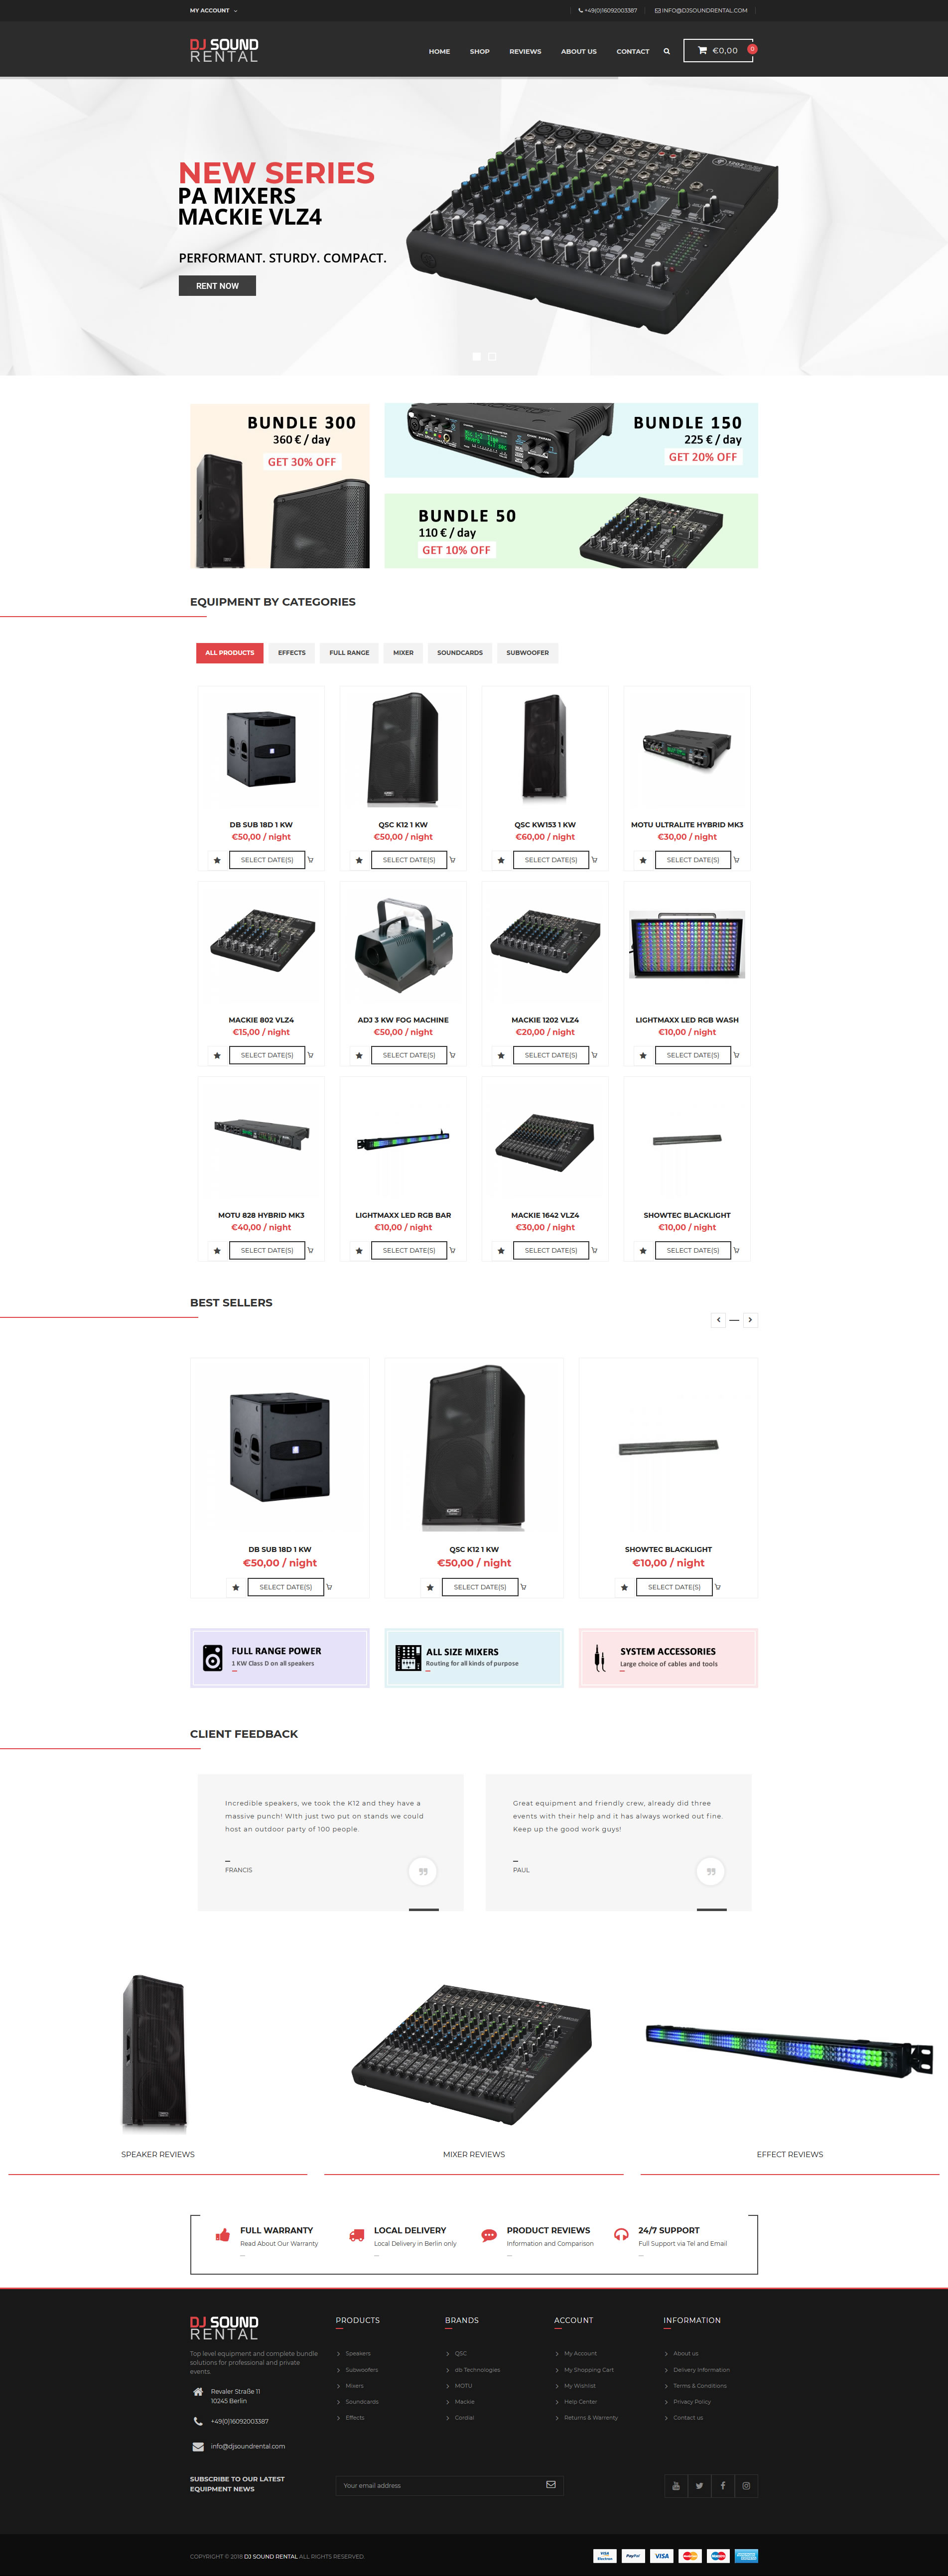 MY ACCOUNT
+49(0)16092003387
INFO@DJSOUNDRENTAL.COM
DJ SOUND
RENTAL
HOME
SHOP
REVIEWS
ABOUT US
CONTACT
€0,00
0
NEW SERIES
PA MIXERS
MACKIE VLZ4
PERFORMANT. STURDY. COMPACT.
RENT NOW
BUNDLE 300
360 € / day
GET 30% OFF
BUNDLE 150
225 € / day
GET 20% OFF
BUNDLE 50
110 € / day
GET 10% OFF
EQUIPMENT BY CATEGORIES
ALL PRODUCTS
EFFECTS
FULL RANGE
MIXER
SOUNDCARDS
SUBWOOFER
DB SUB 18D 1 KW
€50,00 / night
SELECT DATE(S)
QSC K12 1 KW
€50,00 / night
SELECT DATE(S)
QSC KW153 1 KW
€60,00 / night
SELECT DATE(S)
MOTU ULTRALITE HYBRID MK3
€30,00 / night
SELECT DATE(S)
MACKIE 802 VLZ4
€15,00 / night
SELECT DATE(S)
ADJ 3 KW FOG MACHINE
€50,00 / night
SELECT DATE(S)
MACKIE 1202 VLZ4
€20,00 / night
SELECT DATE(S)
LIGHTMAXX LED RGB WASH
€10,00 / night
SELECT DATE(S)
MOTU 828 HYBRID MK3
€40,00 / night
SELECT DATE(S)
LIGHTMAXX LED RGB BAR
€10,00 / night
SELECT DATE(S)
MACKIE 1642 VLZ4
€30,00 / night
SELECT DATE(S)
SHOWTEC BLACKLIGHT
€10,00 / night
SELECT DATE(S)
BEST SELLERS
DB SUB 18D 1 KW
€50,00 / night
SELECT DATE(S)
QSC K12 1 KW
€50,00 / night
SELECT DATE(S)
SHOWTEC BLACKLIGHT
€10,00 / night
SELECT DATE(S)
FULL RANGE POWER
1 KW Class D on all speakers
ALL SIZE MIXERS
Routing for all kinds of purpose
SYSTEM ACCESSORIES
Large choice of cables and tools
CLIENT FEEDBACK
Incredible speakers, we took the K12 and they have a
massive punch! With just two put on stands we could
host an outdoor party of 100 people.
FRANCIS
Great equipment and friendly crew, already did three
events with their help and it has always worked out fine.
Keep up the good work guys!
PAUL
SPEAKER REVIEWS
MIXER REVIEWS
EFFECT REVIEWS
FULL WARRANTY
Read About Our Warranty
LOCAL DELIVERY
Local Delivery in Berlin only
PRODUCT REVIEWS
Information and Comparison
24/7 SUPPORT
Full Support via Tel and Email
DJ SOUND
RENTAL
Top level equipment and complete bundle
solutions for professional and private
events.
Revaler Straße 11
10245 Berlin
+49(0)16092003387
info@djsoundrental.com
PRODUCTS
Speakers
Subwoofers
Mixers
Soundcards
Effects
BRANDS
QSC
db Technologies
MOTU
Mackie
Cordial
ACCOUNT
My Account
My Shopping Cart
My Wishlist
Help Center
Returns & Warrenty
INFORMATION
About us
Delivery Information
Terms & Conditions
Privacy Policy
Contact us
SUBSCRIBE TO OUR LATEST
EQUIPMENT NEWS
Your email address
COPYRIGHT © 2018 DJ SOUND RENTAL ALL RIGHTS RESERVED.
VISA
Electron
PayPal
VISA